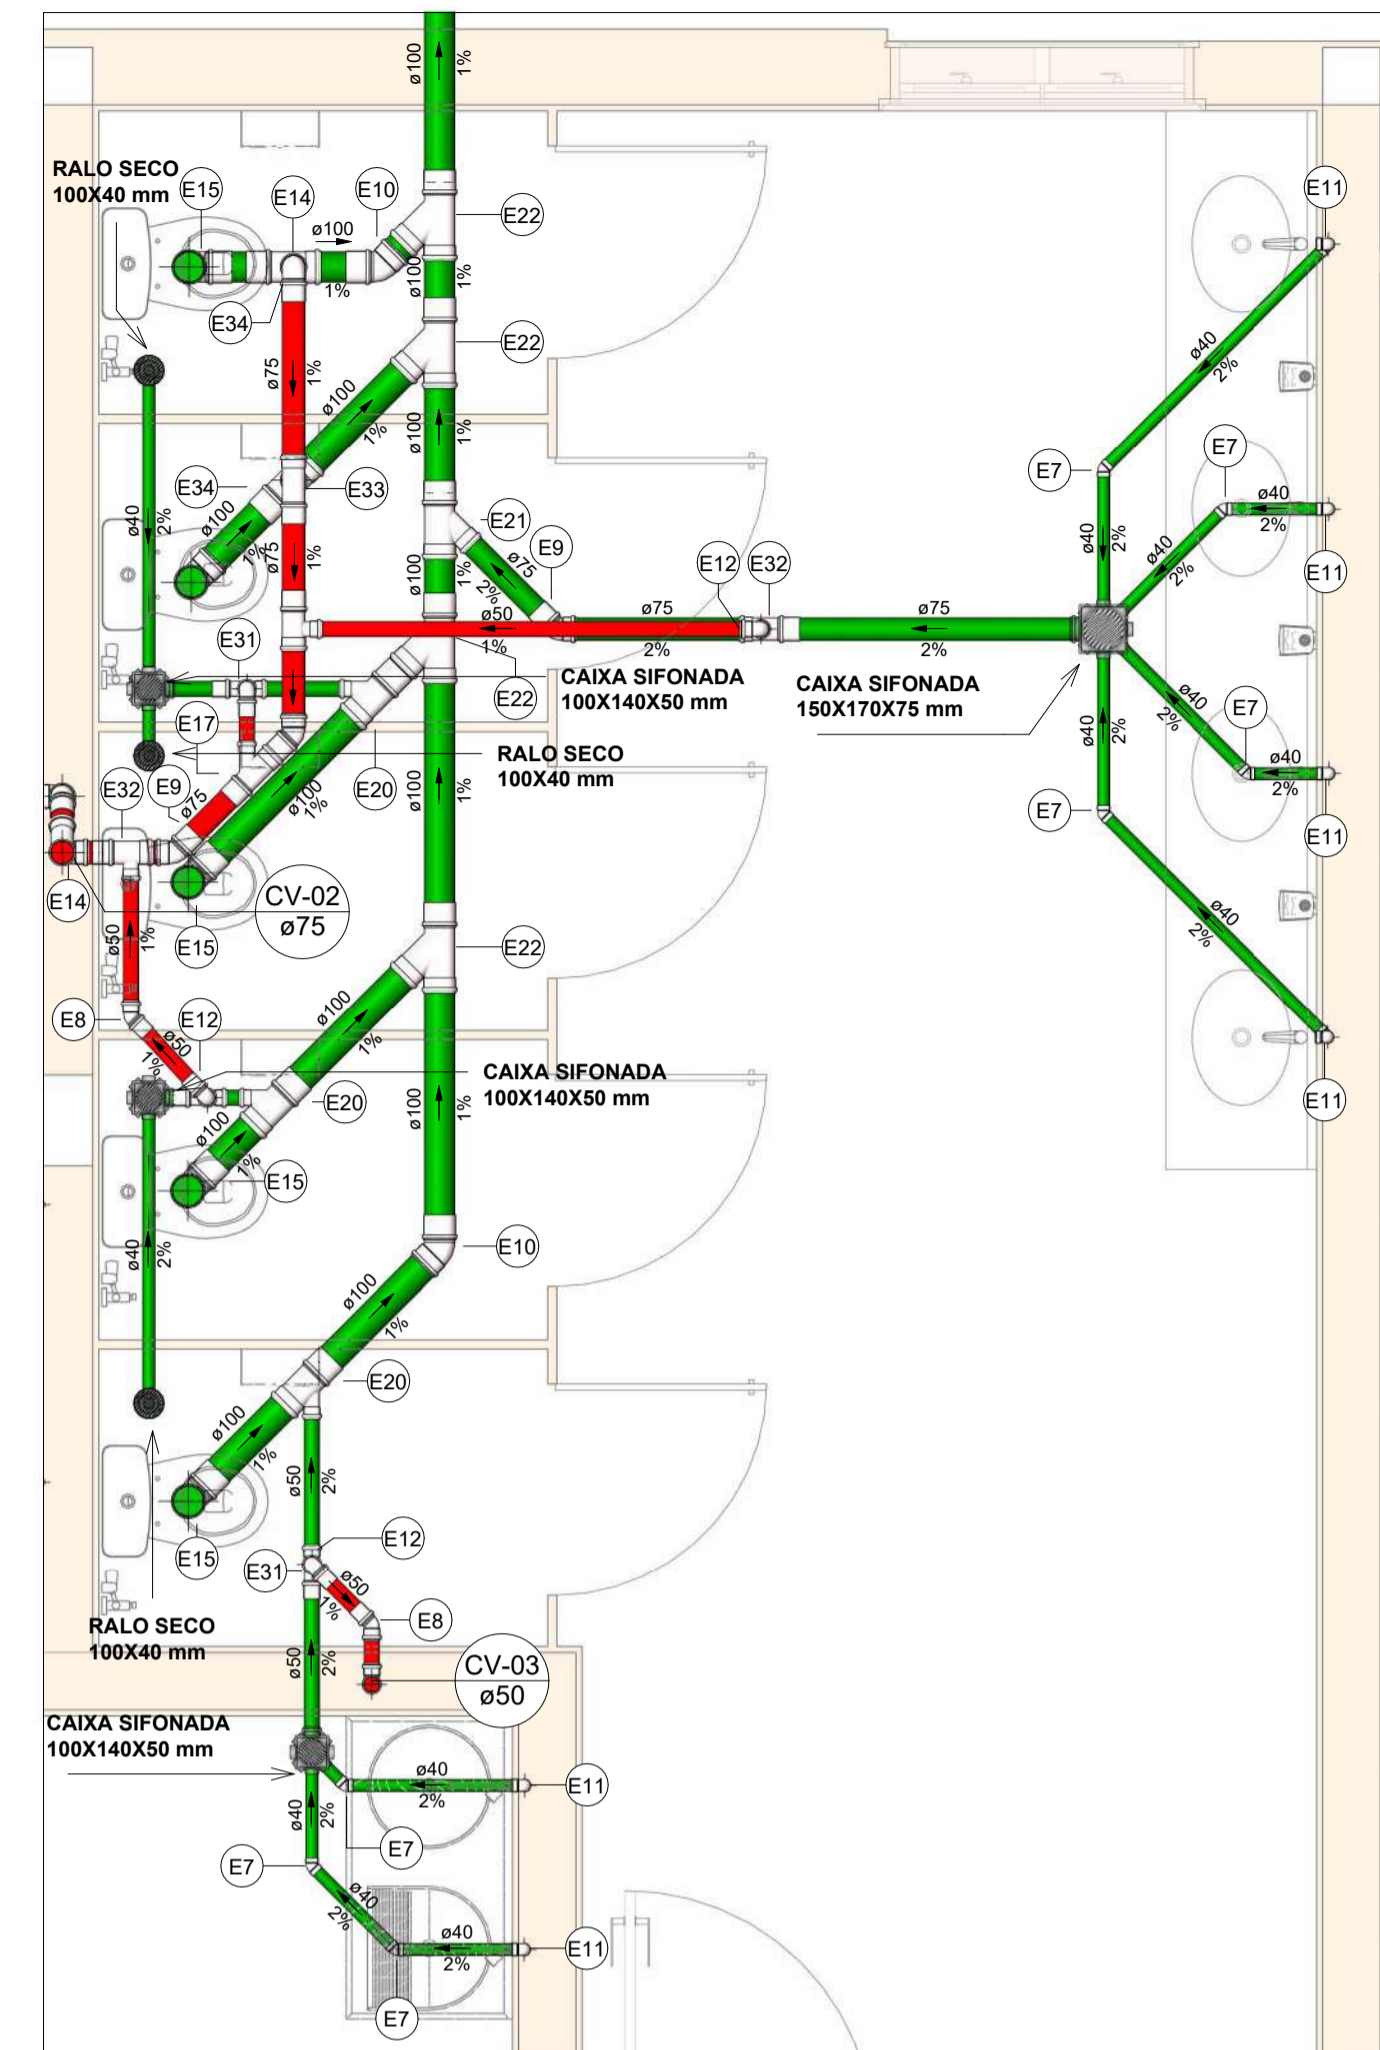 ø100
1%
RALO SECO
100X40 mm
E15
E14
E10
E11
E22
ø100
1%
ø100
1%
E34
E22
ø40
2%
ø75
1%
ø100
1%
ø100
1%
E7
E7
E34
E33
ø40
2%
ø40
2%
ø100
1%
E21
ø75
1%
E9
ø75
2%
ø40
2%
ø40
2%
E12
E32
E11
ø100
1%
ø50
1%
ø75
2%
ø75
2%
E31
E22
CAIXA SIFONADA
100X140X50 mm
CAIXA SIFONADA
150X170X75 mm
ø40
2%
E7
ø40
2%
E17
RALO SECO
100X40 mm
ø40
2%
E32
E9
ø75
ø100
1%
E20
ø100
1%
E7
E11
E14
CV-02
ø75
E15
ø50
1%
E22
ø40
2%
E8
E12
ø50
1%
ø100
1%
CAIXA SIFONADA
100X140X50 mm
E20
ø100
1%
E11
ø100
1%
E15
ø40
2%
E10
ø100
1%
E20
ø100
1%
ø50
2%
E15
E12
E31
ø50
1%
E8
RALO SECO
100X40 mm
ø50
2%
CV-03
ø50
CAIXA SIFONADA
100X140X50 mm
ø40
2%
E11
ø40
2%
E7
E7
ø40
2%
ø40
2%
E11
E7